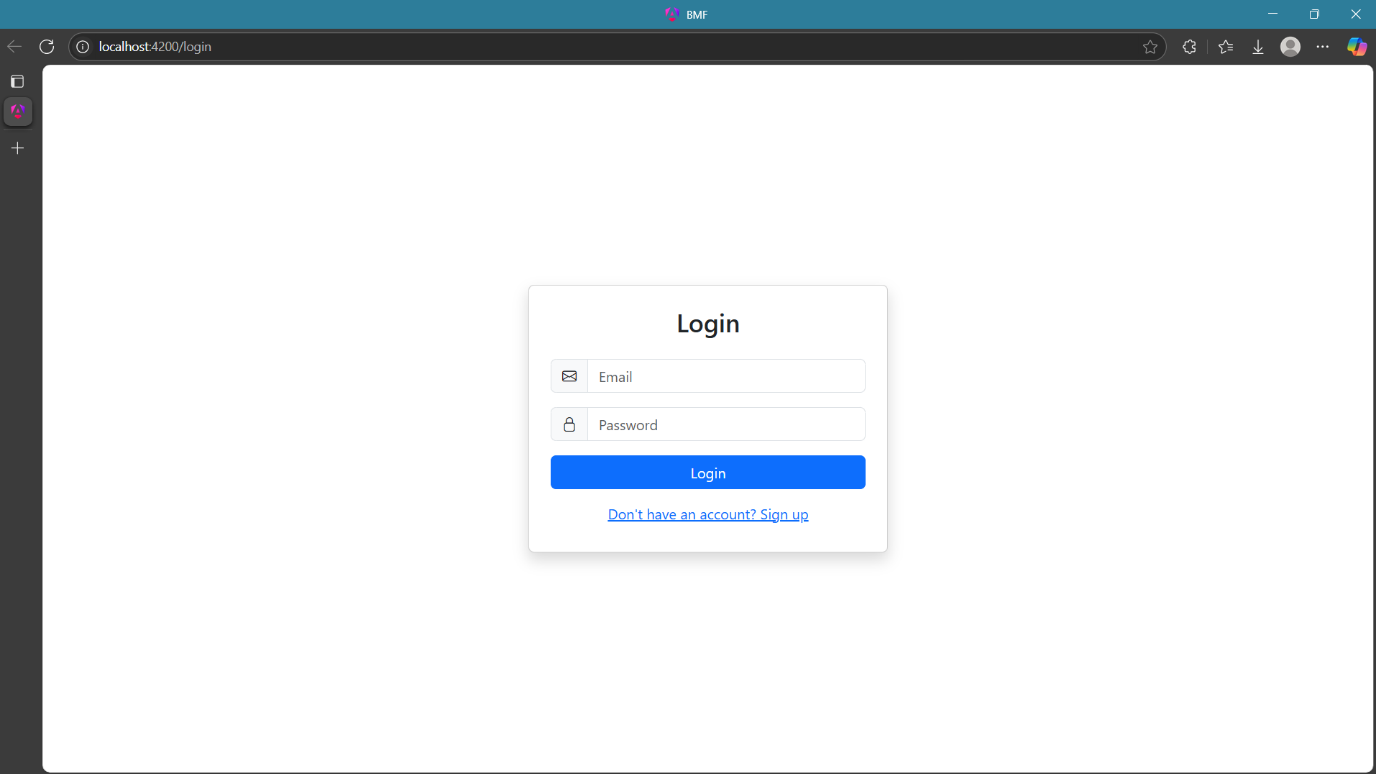 BMF
localhost:4200/login
Login
Email
Password
Login
Don't have an account? Sign up